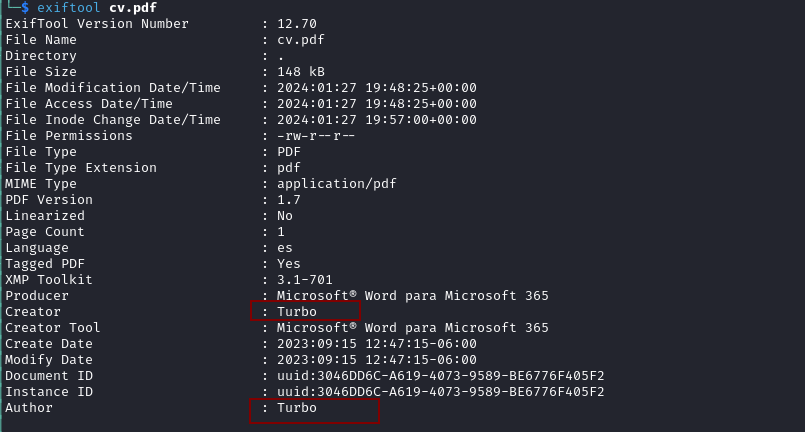 └─$ exiftool cv.pdf
ExifTool Version Number : 12.70
File Name : cv.pdf
Directory : .
File Size : 148 kB
File Modification Date/Time : 2024:01:27 19:48:25+00:00
File Access Date/Time : 2024:01:27 19:48:25+00:00
File Inode Change Date/Time : 2024:01:27 19:57:00+00:00
File Permissions : -rw-r--r--
File Type : PDF
File Type Extension : pdf
MIME Type : application/pdf
PDF Version : 1.7
Linearized : No
Page Count : 1
Language : es
Tagged PDF : Yes
XMP Toolkit : 3.1-701
Producer : Microsoft® Word para Microsoft 365
Creator : Turbo
Creator Tool : Microsoft® Word para Microsoft 365
Create Date : 2023:09:15 12:47:15-06:00
Modify Date : 2023:09:15 12:47:15-06:00
Document ID : uuid:3046DD6C-A619-4073-9589-BE6776F405F2
Instance ID : uuid:3046DD6C-A619-4073-9589-BE6776F405F2
Author : Turbo